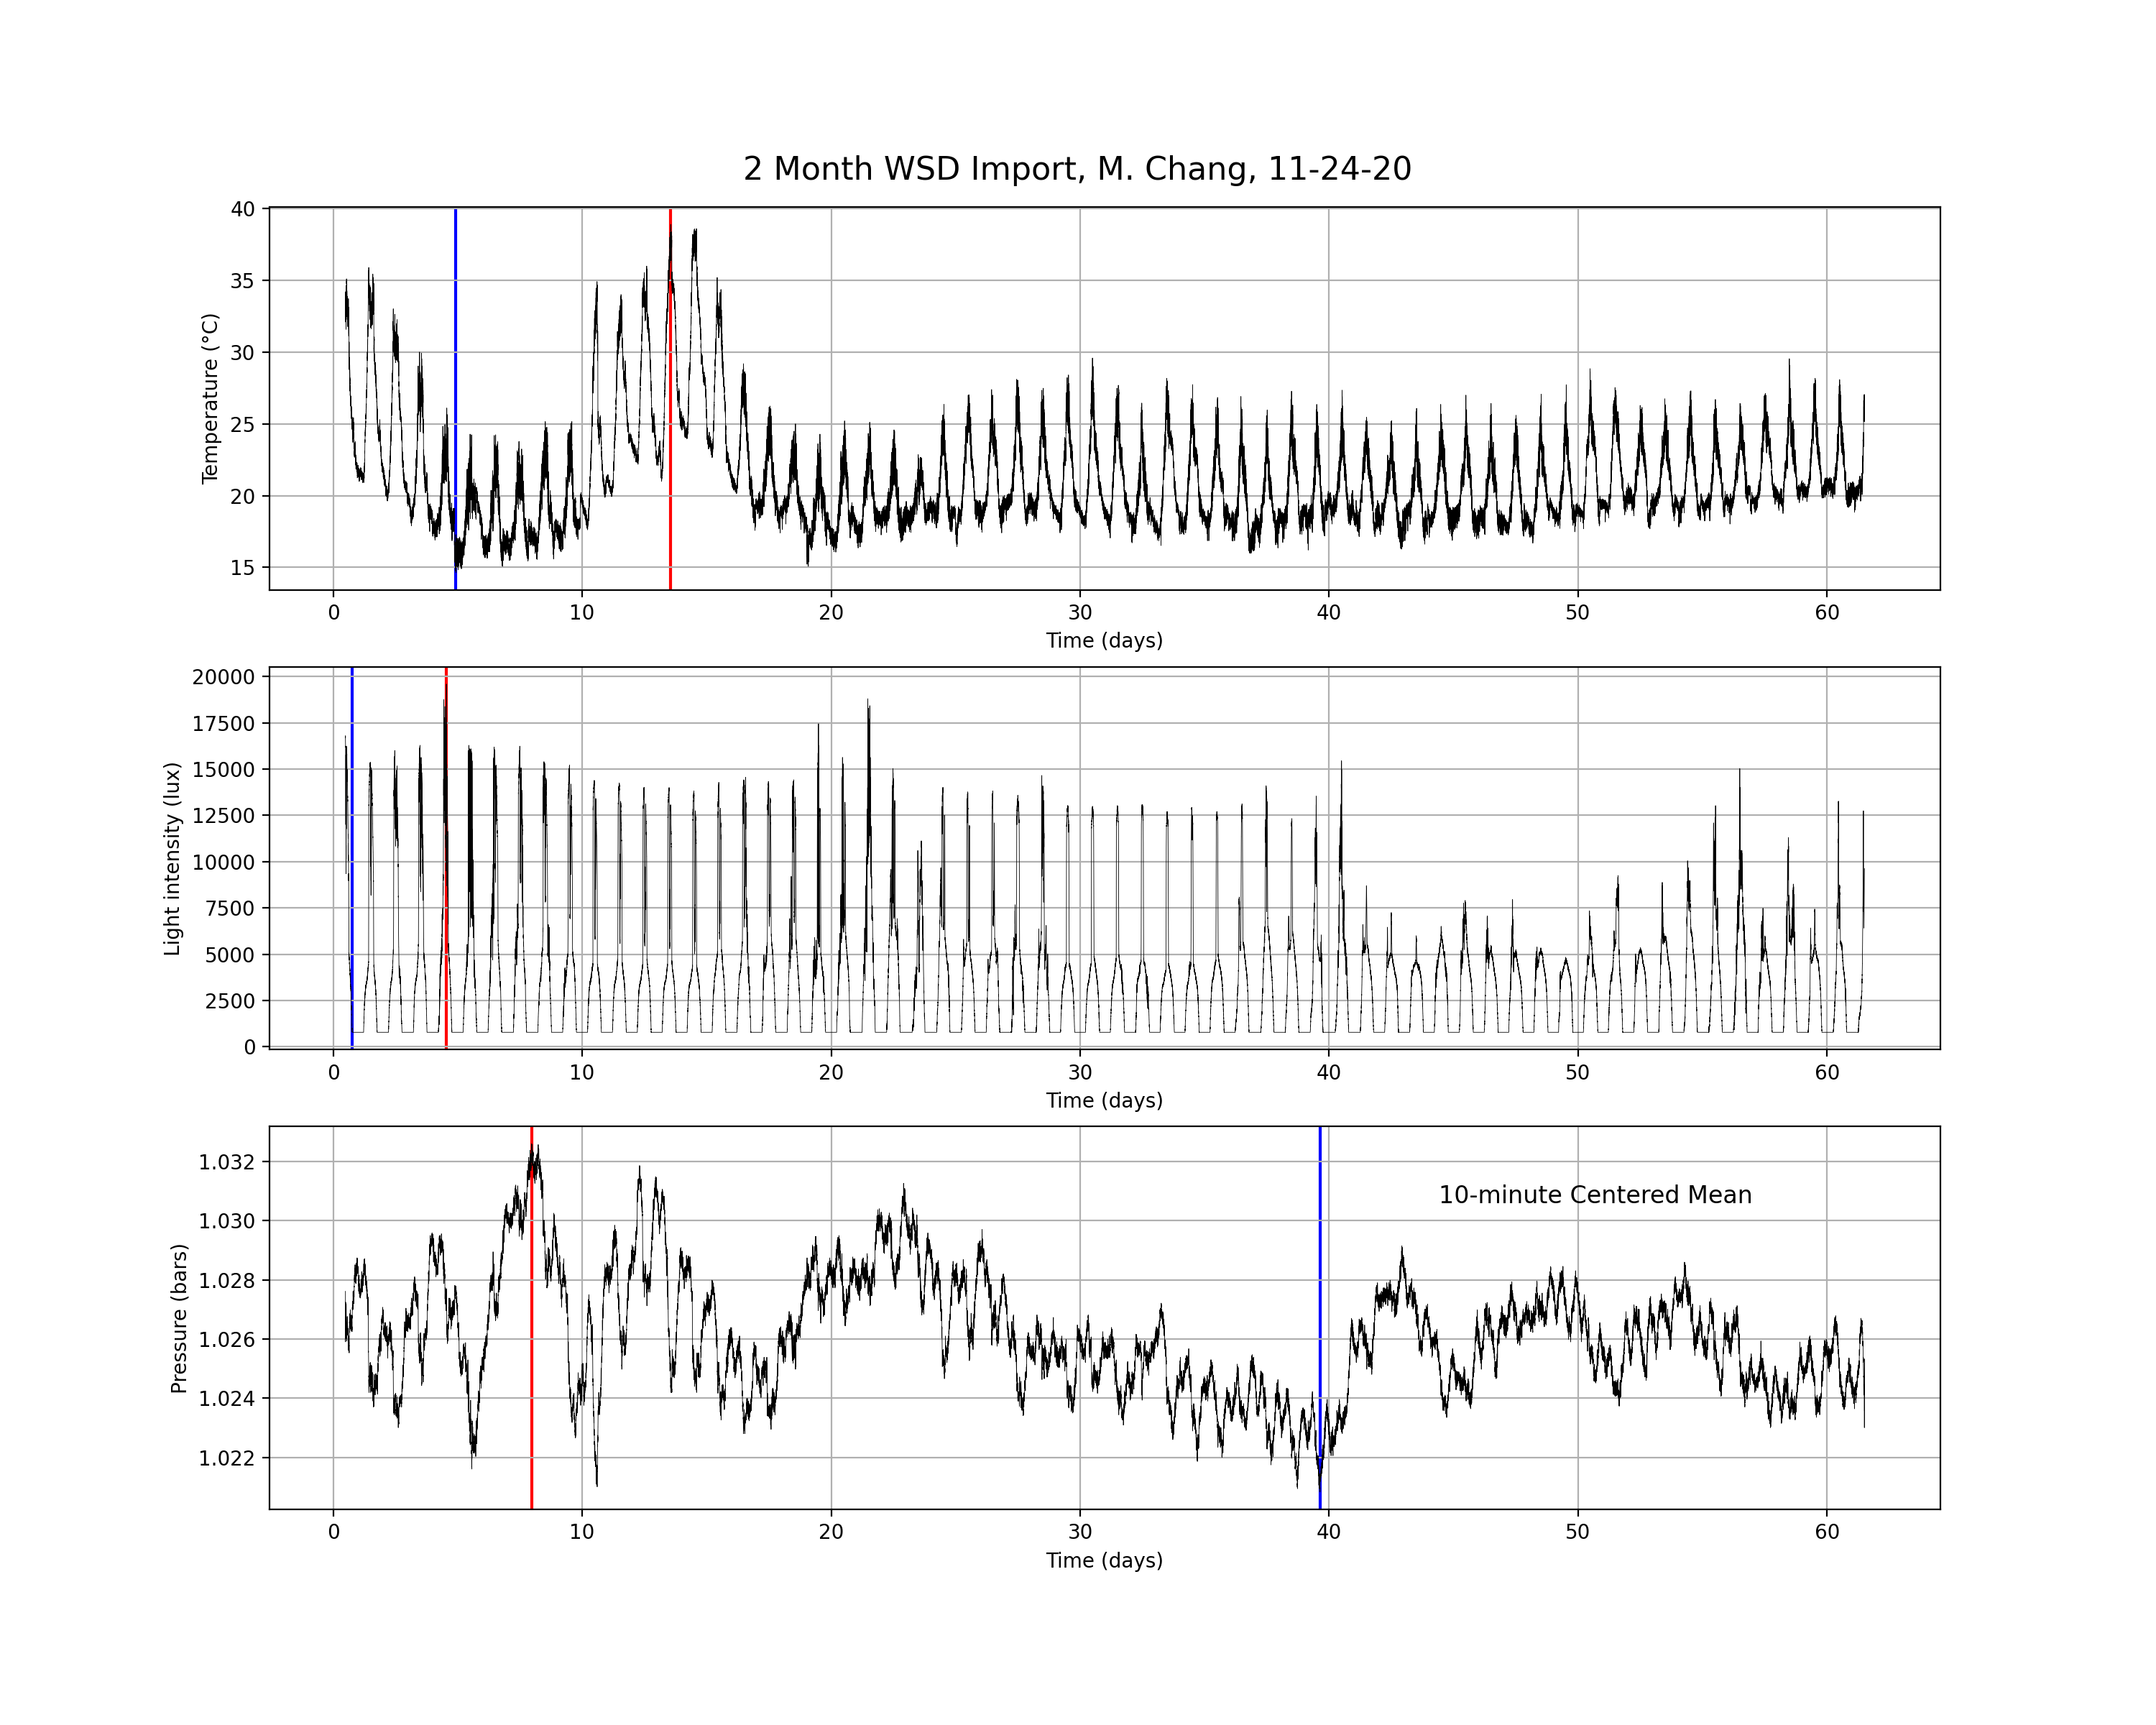 2 Month WSD Import, M. Chang, 11-24-20
40
35
30
25
20
15
Temperature (°C)
0 10 20 30 40 50 60
Time (days)
20000
17500
15000
12500
10000
7500
5000
2500
0
Light intensity (lux)
0 10 20 30 40 50 60
Time (days)
1.032
1.030
1.028
1.026
1.024
1.022
Pressure (bars)
10-minute Centered Mean
0 10 20 30 40 50 60
Time (days)